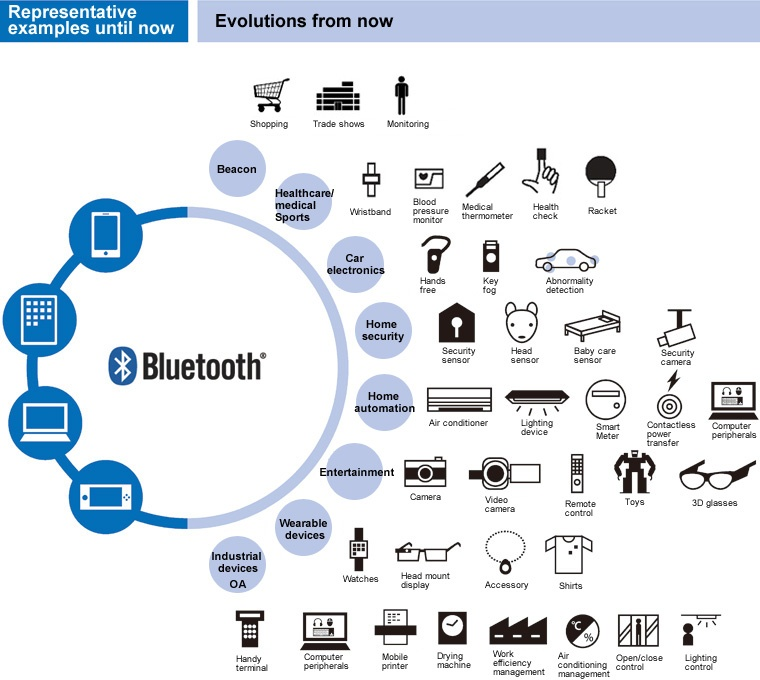 Representative
examples until now
Evolutions from now
Shopping
Trade shows
Monitoring
Beacon
Healthcare/
medical
Sports
Wristband
Blood
pressure
monitor
Medical
thermometer
Health
check
Racket
Car
electronics
Hands
free
Key
fog
Abnormality
detection
Home
security
Security
sensor
Head
sensor
Baby care
sensor
Security
camera
Bluetooth®
Home
automation
Air conditioner
Lighting
device
Smart
Meter
Contactless
power
transfer
Computer
peripherals
Entertainment
Camera
Video
camera
Remote
control
Toys
3D glasses
Wearable
devices
Watches
Head mount
display
Accessory
Shirts
Industrial
devices
OA
Handy
terminal
Computer
peripherals
Mobile
printer
Drying
machine
Work
efficiency
management
°C
%
Air
conditioning
management
Open/close
control
Lighting
control